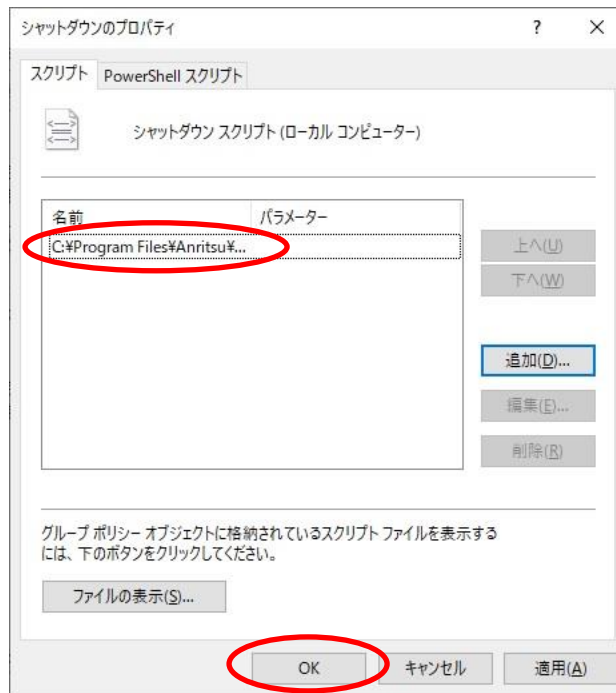 シャットダウンのプロパティ ? ×
スクリプト PowerShell スクリプト
シャットダウン スクリプト (ローカル コンピューター)
名前 パラメーター
C:¥Program Files¥Anritsu¥...
上へ(U)
下へ(W)
追加(D)...
編集(E)...
削除(R)
グループ ポリシー オブジェクトに格納されているスクリプト ファイルを表示する
には、下のボタンをクリックしてください。
ファイルの表示(S)...
OK キャンセル 適用(A)